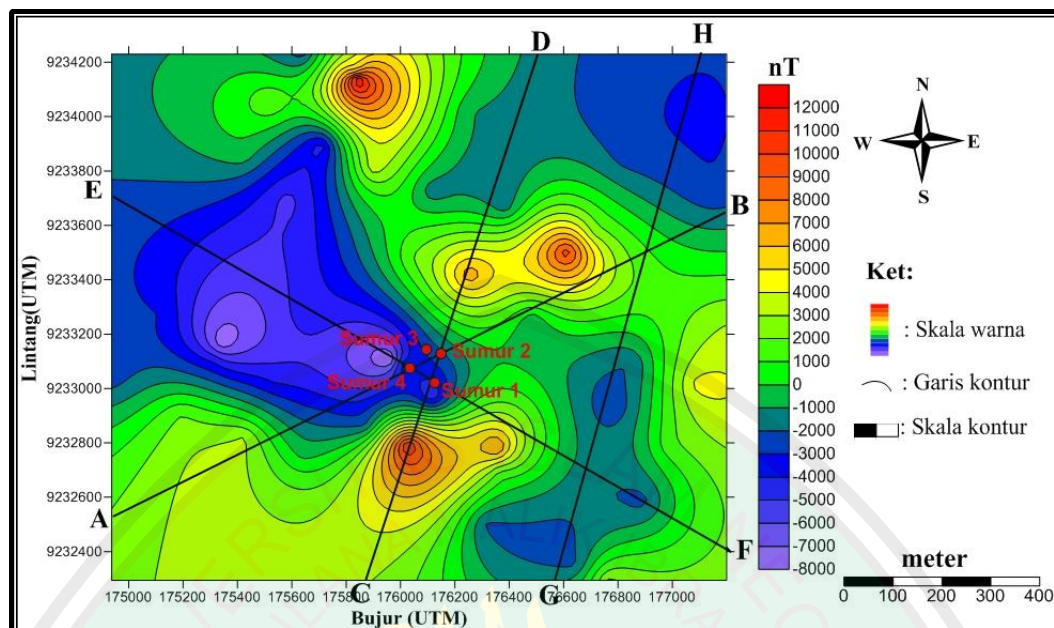 D
H
nT
E
B
A
C
G
F
9234200
9234000
9233800
9233600
9233400
9233200
9233000
9232800
9232600
9232400
Lintang(UTM)
175000 175200 175400 175600 175800 176000 176200 176400 176600 176800 177000
Bujur (UTM)
Sumur 3
Sumur 2
Sumur 4
Sumur 1
12000
11000
10000
9000
8000
7000
6000
5000
4000
3000
2000
1000
0
-1000
-2000
-3000
-4000
-5000
-6000
-7000
-8000
N
W E
S
Ket:
: Skala warna
: Garis kontur
: Skala kontur
meter
0 100 200 300 400